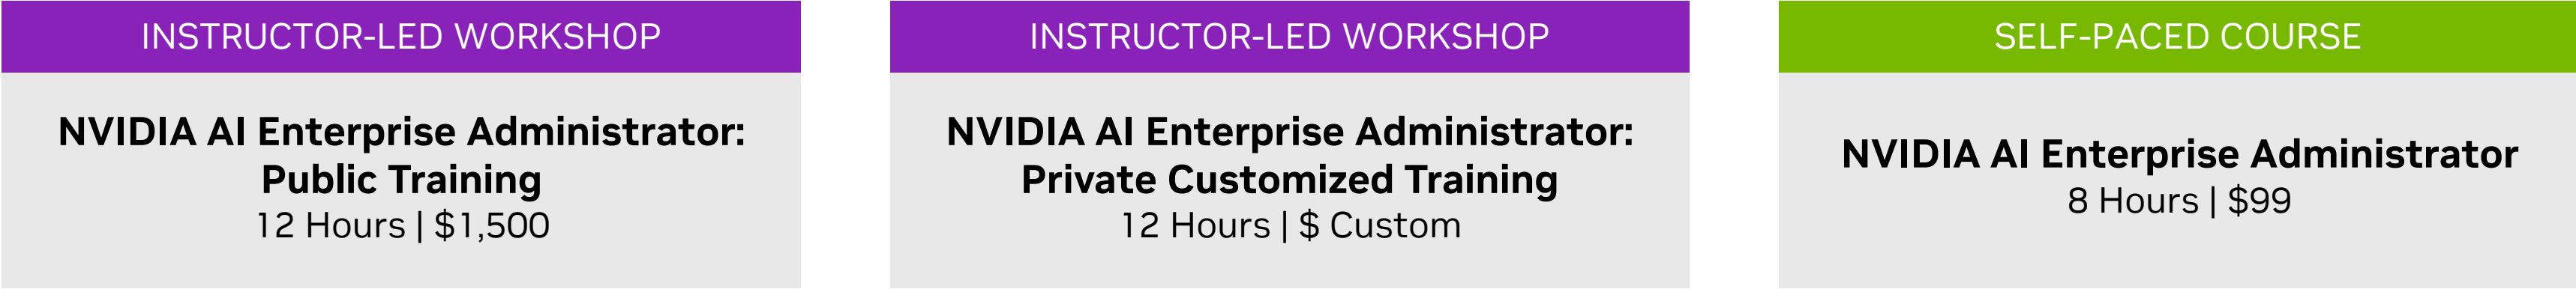 INSTRUCTOR-LED WORKSHOP
NVIDIA AI Enterprise Administrator:
Public Training
12 Hours | $1,500
INSTRUCTOR-LED WORKSHOP
NVIDIA AI Enterprise Administrator:
Private Customized Training
12 Hours | $ Custom
SELF-PACED COURSE
NVIDIA AI Enterprise Administrator
8 Hours | $99